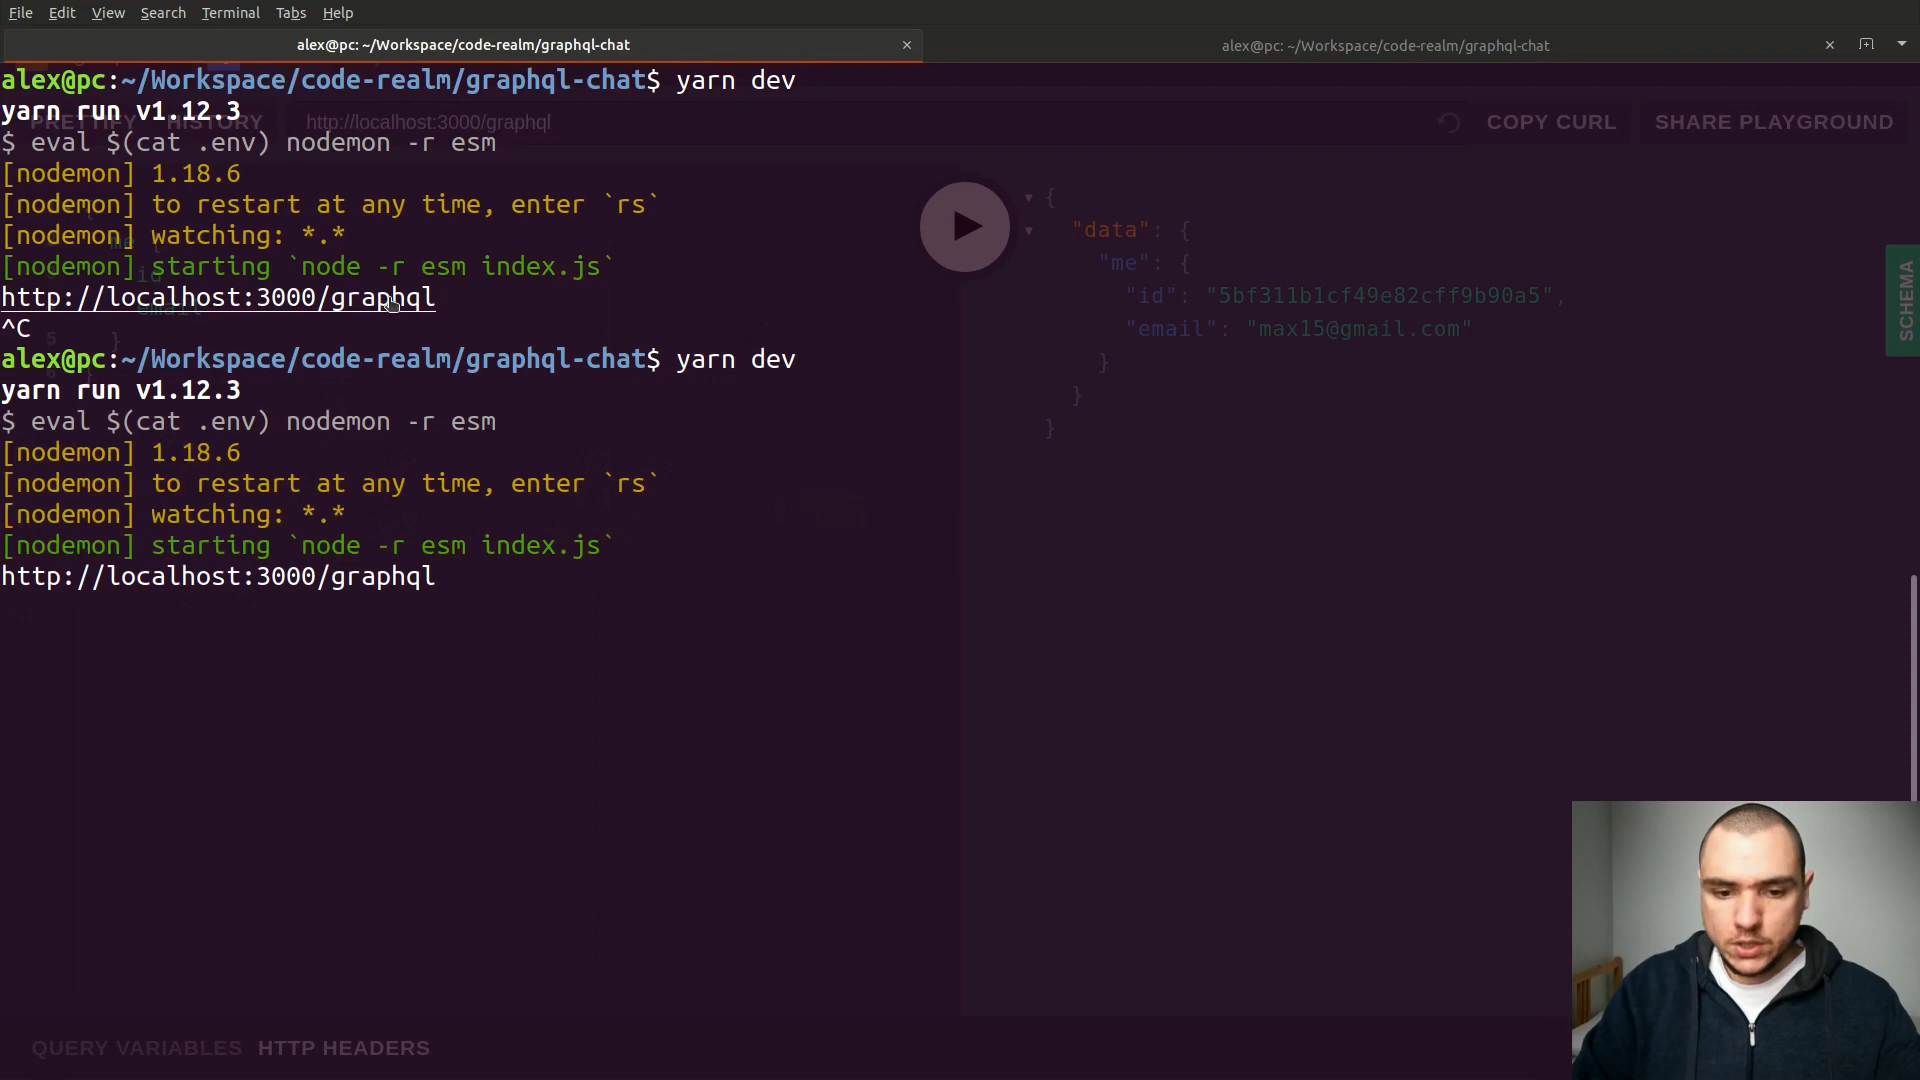 File Edit View Search Terminal Tabs Help
alex@pc: ~/Workspace/code-realm/graphql-chat × alex@pc: ~/Workspace/code-realm/graphql-chat ×
alex@pc:~/Workspace/code-realm/graphql-chat$ yarn dev
yarn run v1.12.3
$ eval $(cat .env) nodemon -r esm
[nodemon] 1.18.6
[nodemon] to restart at any time, enter `rs`
[nodemon] watching: *.*
[nodemon] starting `node -r esm index.js`
http://localhost:3000/graphql
^C
alex@pc:~/Workspace/code-realm/graphql-chat$ yarn dev
yarn run v1.12.3
$ eval $(cat .env) nodemon -r esm
[nodemon] 1.18.6
[nodemon] to restart at any time, enter `rs`
[nodemon] watching: *.*
[nodemon] starting `node -r esm index.js`
http://localhost:3000/graphql
PRETTIFY HISTORY http://localhost:3000/graphql COPY CURL SHARE PLAYGROUND
me {
id
email
5 }
}
{
"data": {
"me": {
"id": "5bf311b1cf49e82cff9b90a5",
"email": "max15@gmail.com"
}
}
}
SCHEMA
QUERY VARIABLES HTTP HEADERS